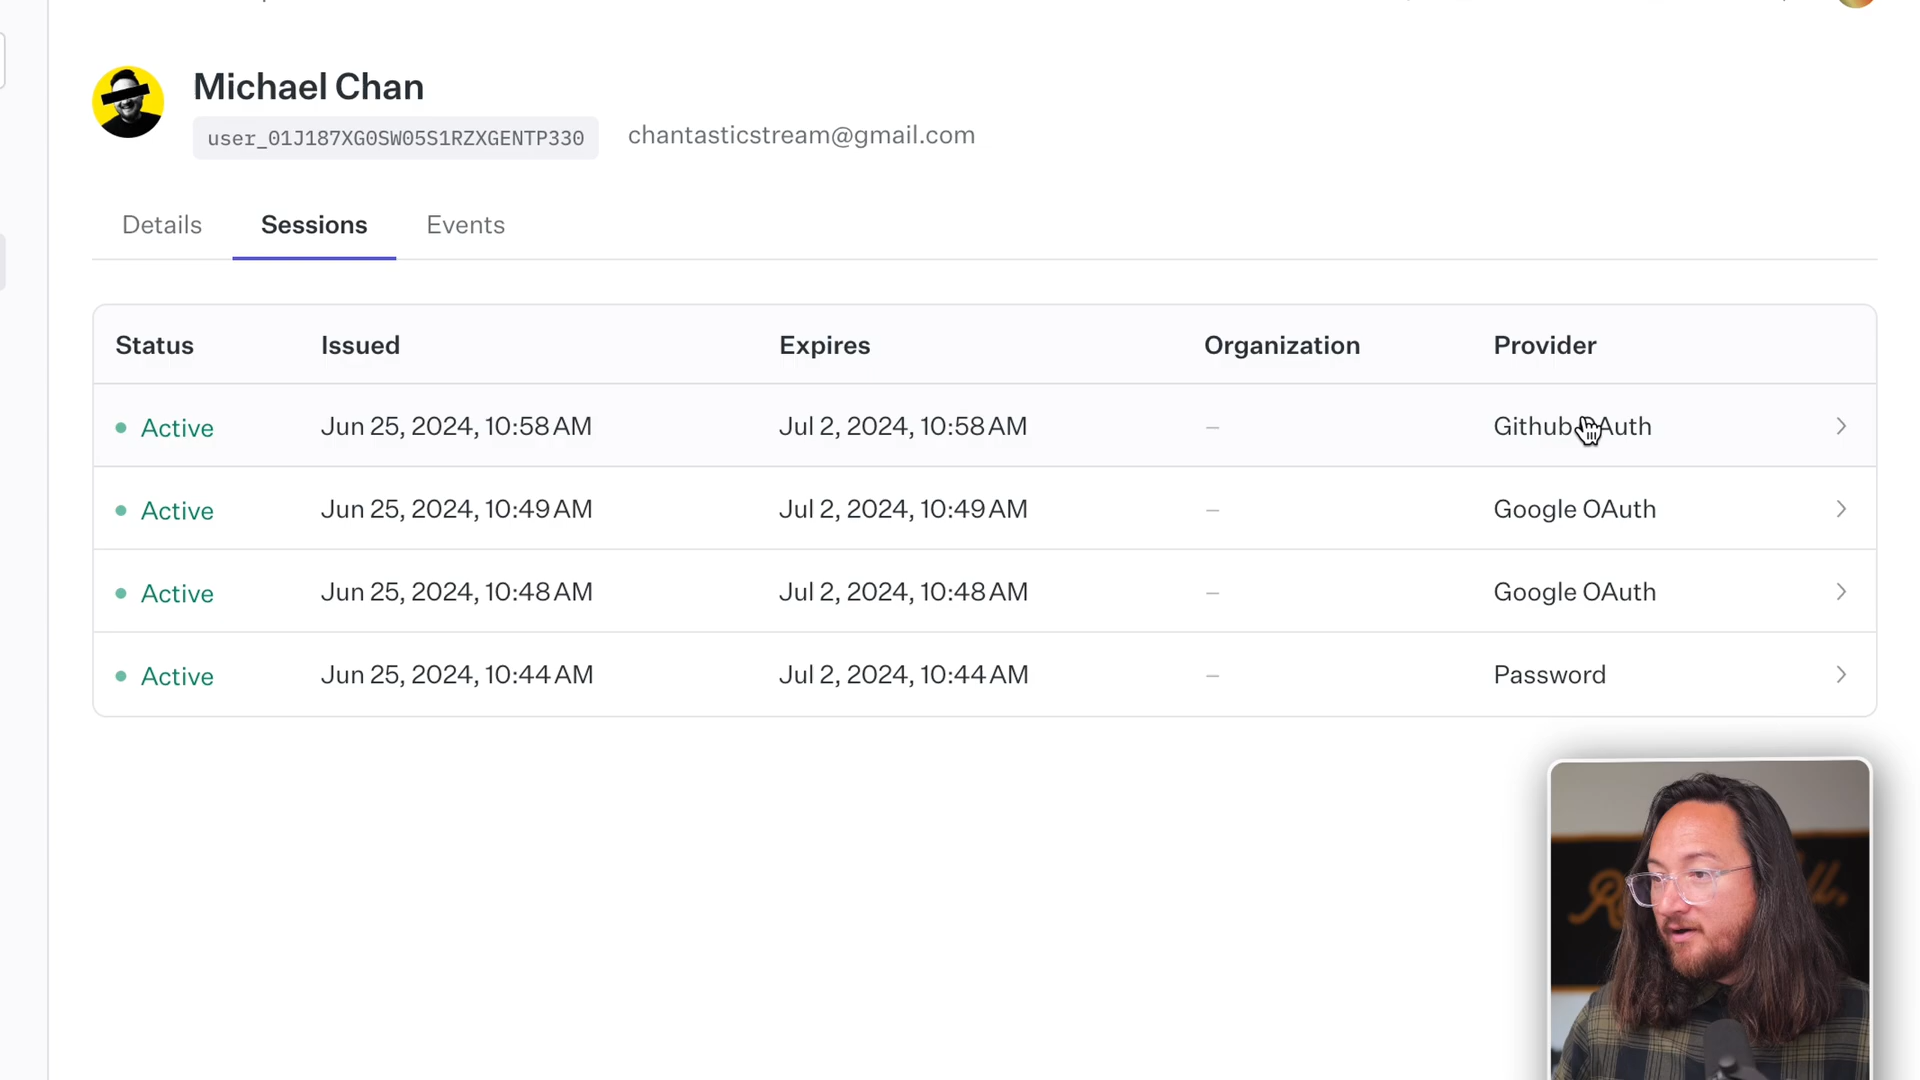 Michael Chan
user_01J187XG0SW05S1RZXGENTP330 chantasticstream@gmail.com
Details Sessions Events
Status Issued Expires Organization Provider
Active Jun 25, 2024, 10:58 AM Jul 2, 2024, 10:58 AM – Github OAuth
Active Jun 25, 2024, 10:49 AM Jul 2, 2024, 10:49 AM – Google OAuth
Active Jun 25, 2024, 10:48 AM Jul 2, 2024, 10:48 AM – Google OAuth
Active Jun 25, 2024, 10:44 AM Jul 2, 2024, 10:44 AM – Password